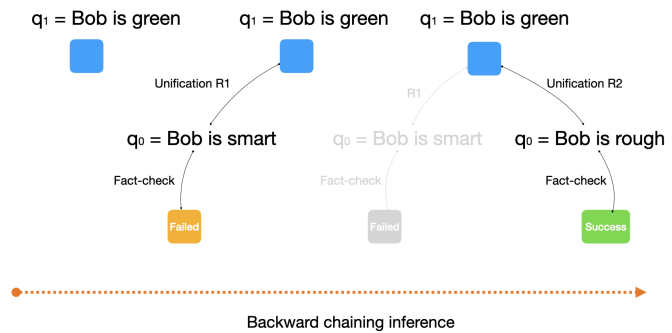 q₁ = Bob is green
q₁ = Bob is green
q₁ = Bob is green
Unification R1
R1
Unification R2
q₀ = Bob is smart
q₀ = Bob is smart
q₀ = Bob is rough
Fact-check
Fact-check
Fact-check
Failed
Failed
Success
Backward chaining inference